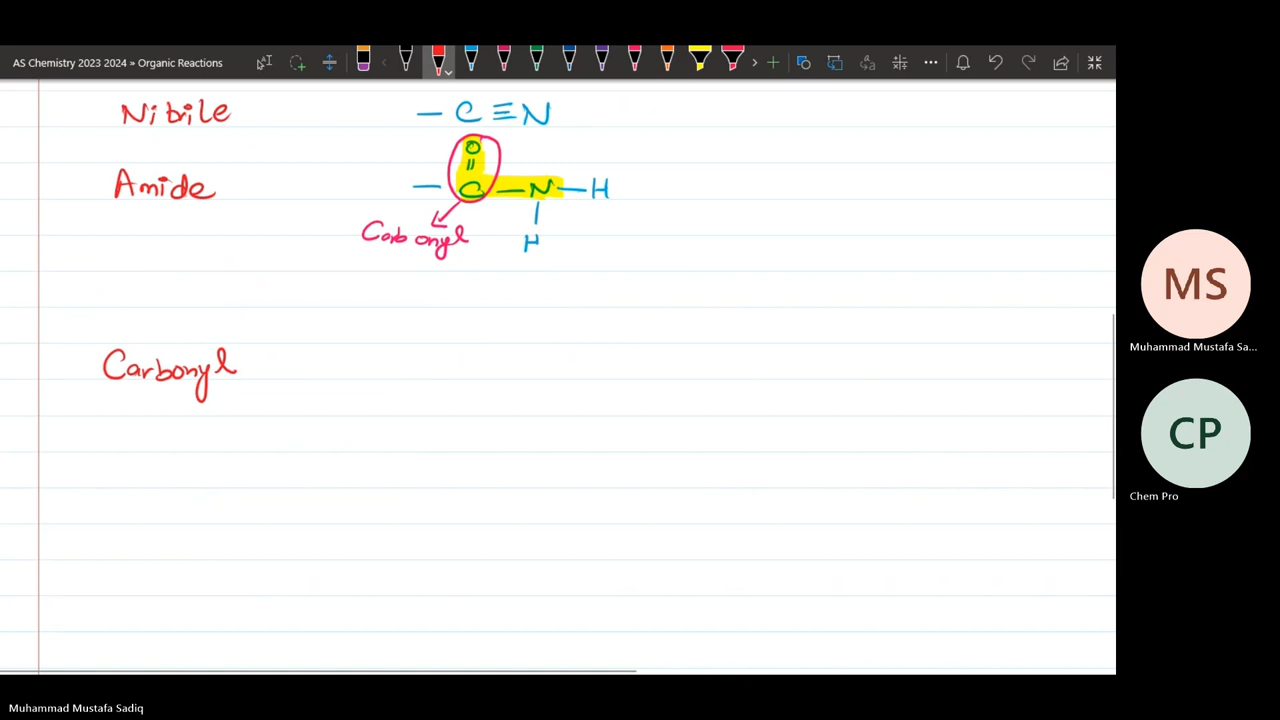 AS Chemistry 2023 2024 » Organic Reactions
Nitrile — C ≡ N
O
||
Amide — C — N — H
|
Carbonyl H
Carbonyl
MS
Muhammad Mustafa Sa...
CP
Chem Pro
Muhammad Mustafa Sadiq